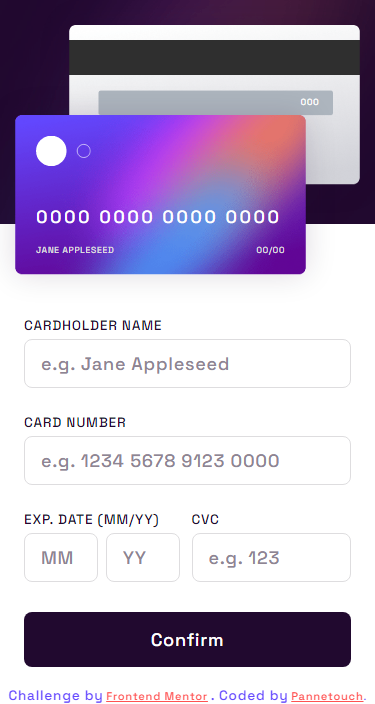 000
0000 0000 0000 0000
JANE APPLESEED 00/00
CARDHOLDER NAME
e.g. Jane Appleseed
CARD NUMBER
e.g. 1234 5678 9123 0000
EXP. DATE (MM/YY) CVC
MM YY e.g. 123
Confirm
Challenge by Frontend Mentor . Coded by Pannetouch.